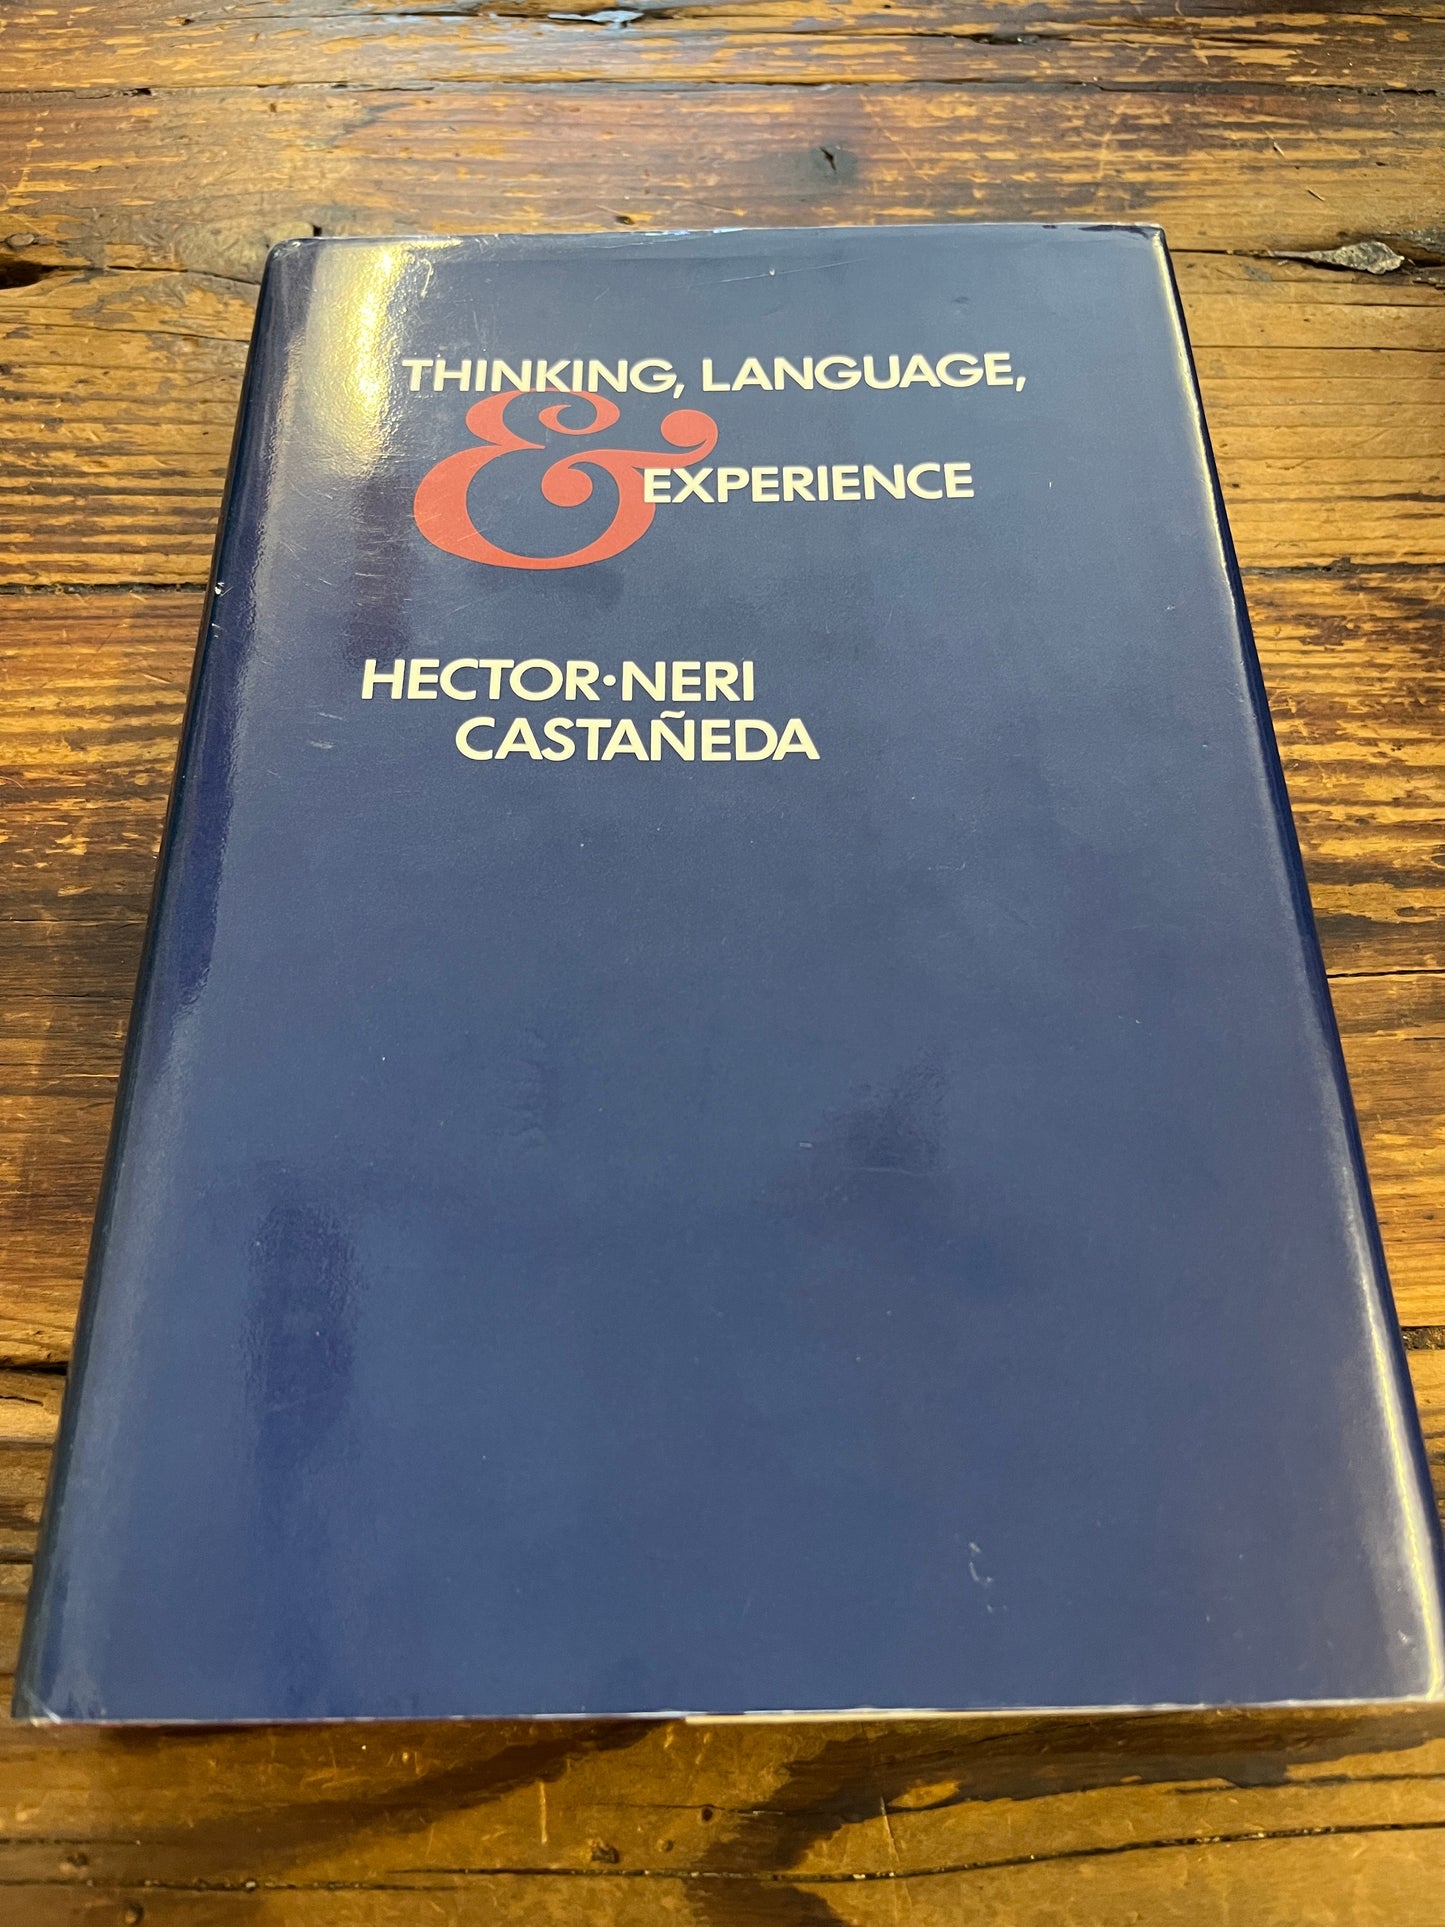 THINKING, LANGUAGE,
& EXPERIENCE
HECTOR·NERI
CASTAÑEDA